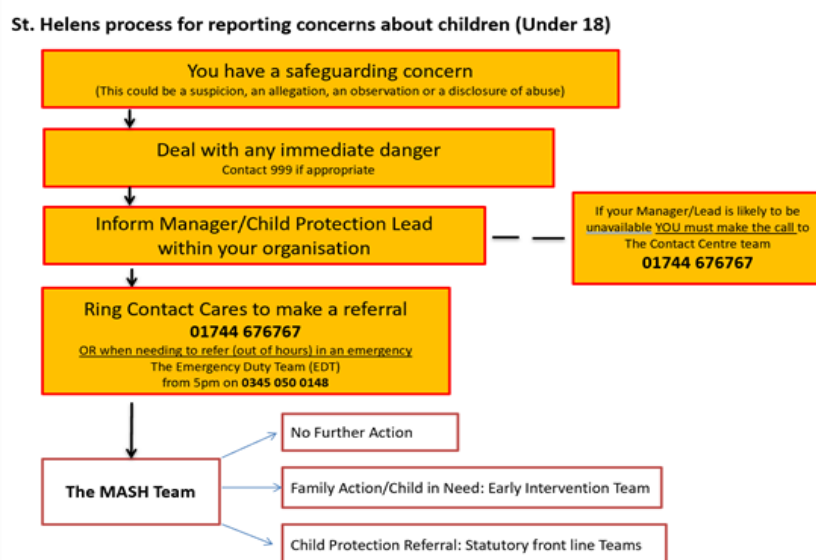 St. Helens process for reporting concerns about children (Under 18)
You have a safeguarding concern
(This could be a suspicion, an allegation, an observation or a disclosure of abuse)
Deal with any immediate danger
Contact 999 if appropriate
Inform Manager/Child Protection Lead
within your organisation
If your Manager/Lead is likely to be
unavailable YOU must make the call to
The Contact Centre team
01744 676767
Ring Contact Cares to make a referral
01744 676767
OR when needing to refer (out of hours) in an emergency
The Emergency Duty Team (EDT)
from 5pm on 0345 050 0148
The MASH Team
No Further Action
Family Action/Child in Need: Early Intervention Team
Child Protection Referral: Statutory front line Teams